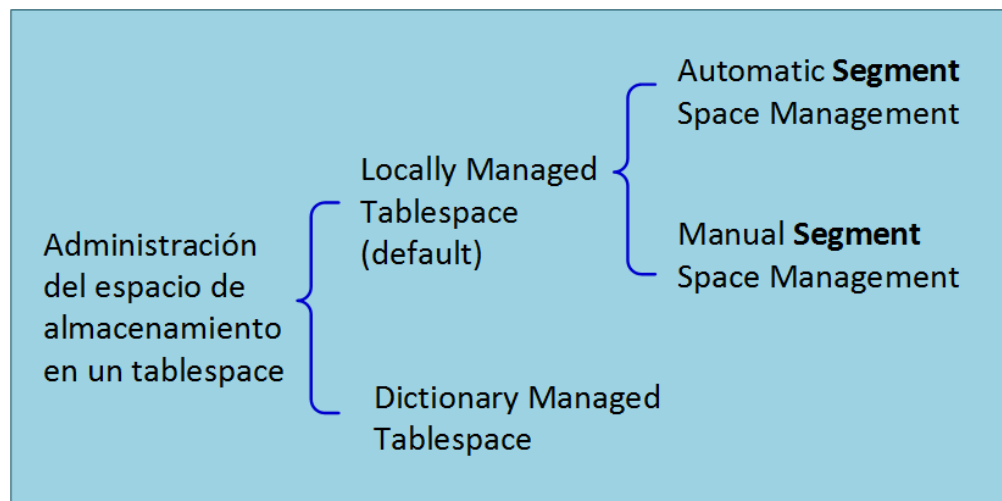 Administración
del espacio de
almacenamiento
en un tablespace
Locally Managed
Tablespace
(default)
Automatic Segment
Space Management
Manual Segment
Space Management
Dictionary Managed
Tablespace